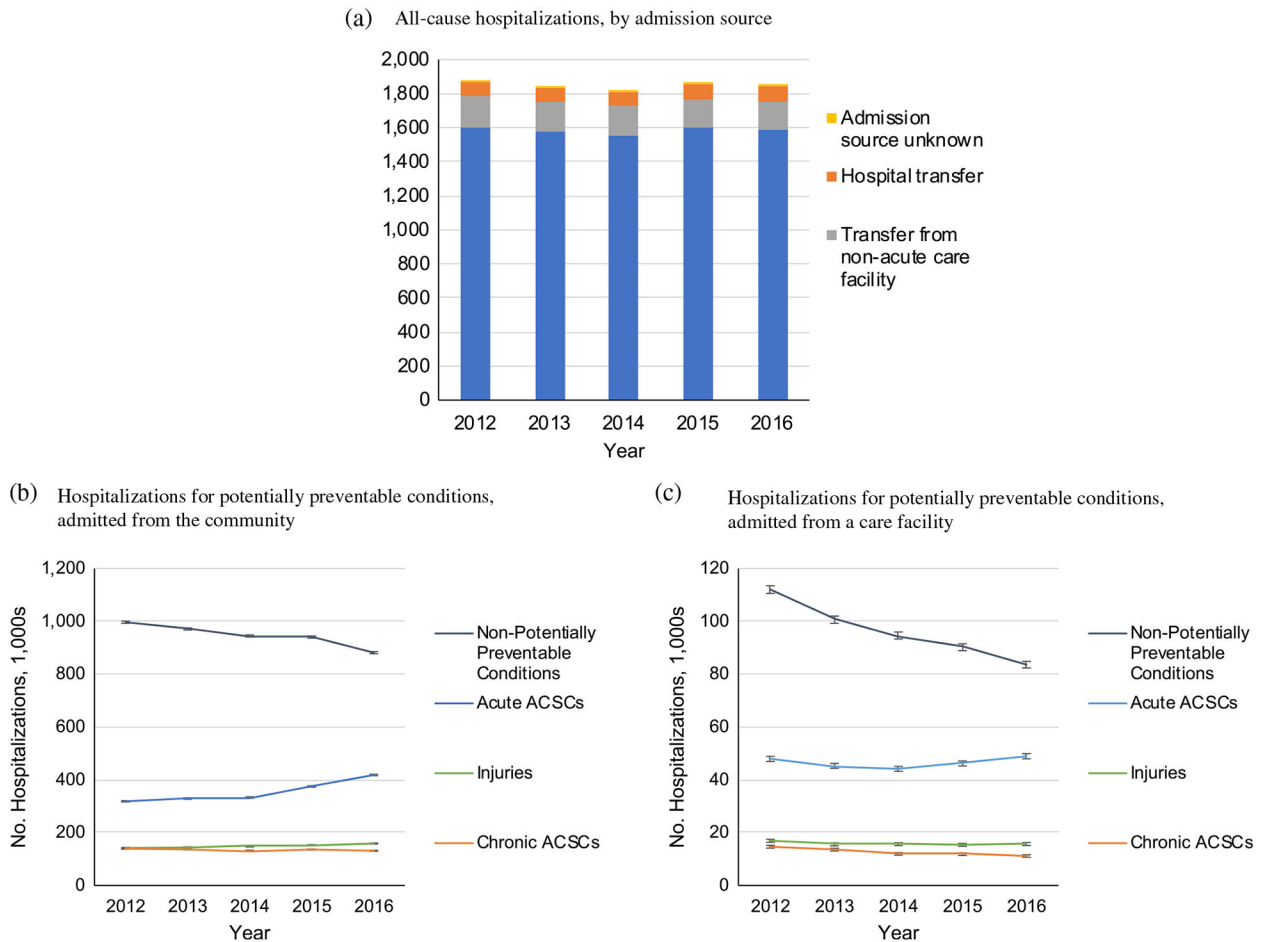 (a) All-cause hospitalizations, by admission source
2,000
1,800
1,600
1,400
1,200
1,000
800
600
400
200
0
2012 2013 2014 2015 2016
Year
Admission
source unknown
Hospital transfer
Transfer from
non-acute care
facility
(b) Hospitalizations for potentially preventable conditions,
admitted from the community
No. Hospitalizations, 1,000s
1,200
1,000
800
600
400
200
0
2012 2013 2014 2015 2016
Year
Non-Potentially
Preventable
Conditions
Acute ACSCs
Injuries
Chronic ACSCs
(c) Hospitalizations for potentially preventable conditions,
admitted from a care facility
No. Hospitalizations, 1,000s
120
100
80
60
40
20
0
2012 2013 2014 2015 2016
Year
Non-Potentially
Preventable
Conditions
Acute ACSCs
Injuries
Chronic ACSCs